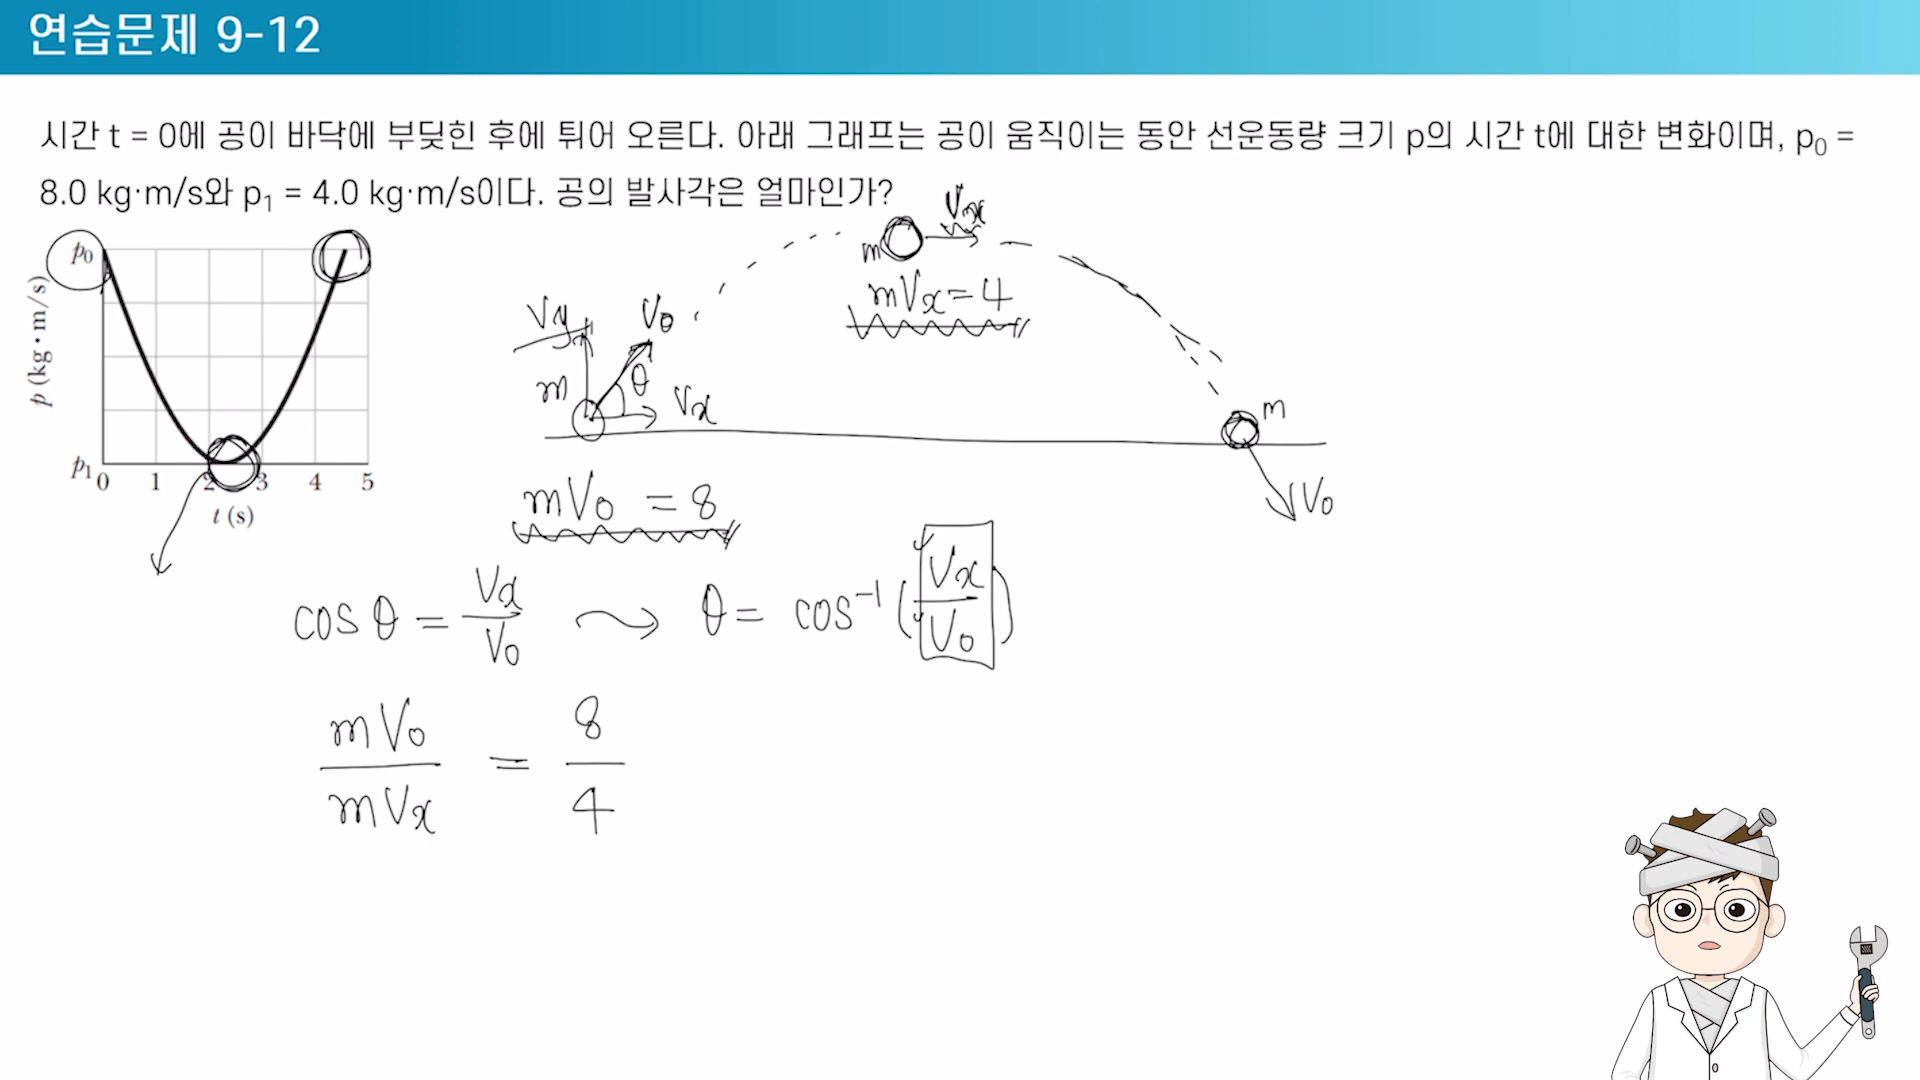 연습문제 9-12
시간 t = 0에 공이 바닥에 부딪힌 후에 튀어 오른다. 아래 그래프는 공이 움직이는 동안 선운동량 크기 p의 시간 t에 대한 변화이며, p₀ =
8.0 kg·m/s와 p₁ = 4.0 kg·m/s이다. 공의 발사각은 얼마인가?
p₀
p (kg·m/s)
p₁
0 1 2 3 4 5
t (s)
Vx
m
mVx=4
Vy
V₀
m
θ
Vx
m
V₀
mV₀ = 8
cos θ = Vx/V₀ ⇝ θ = cos⁻¹(Vx/V₀)
mV₀/mVx = 8/4